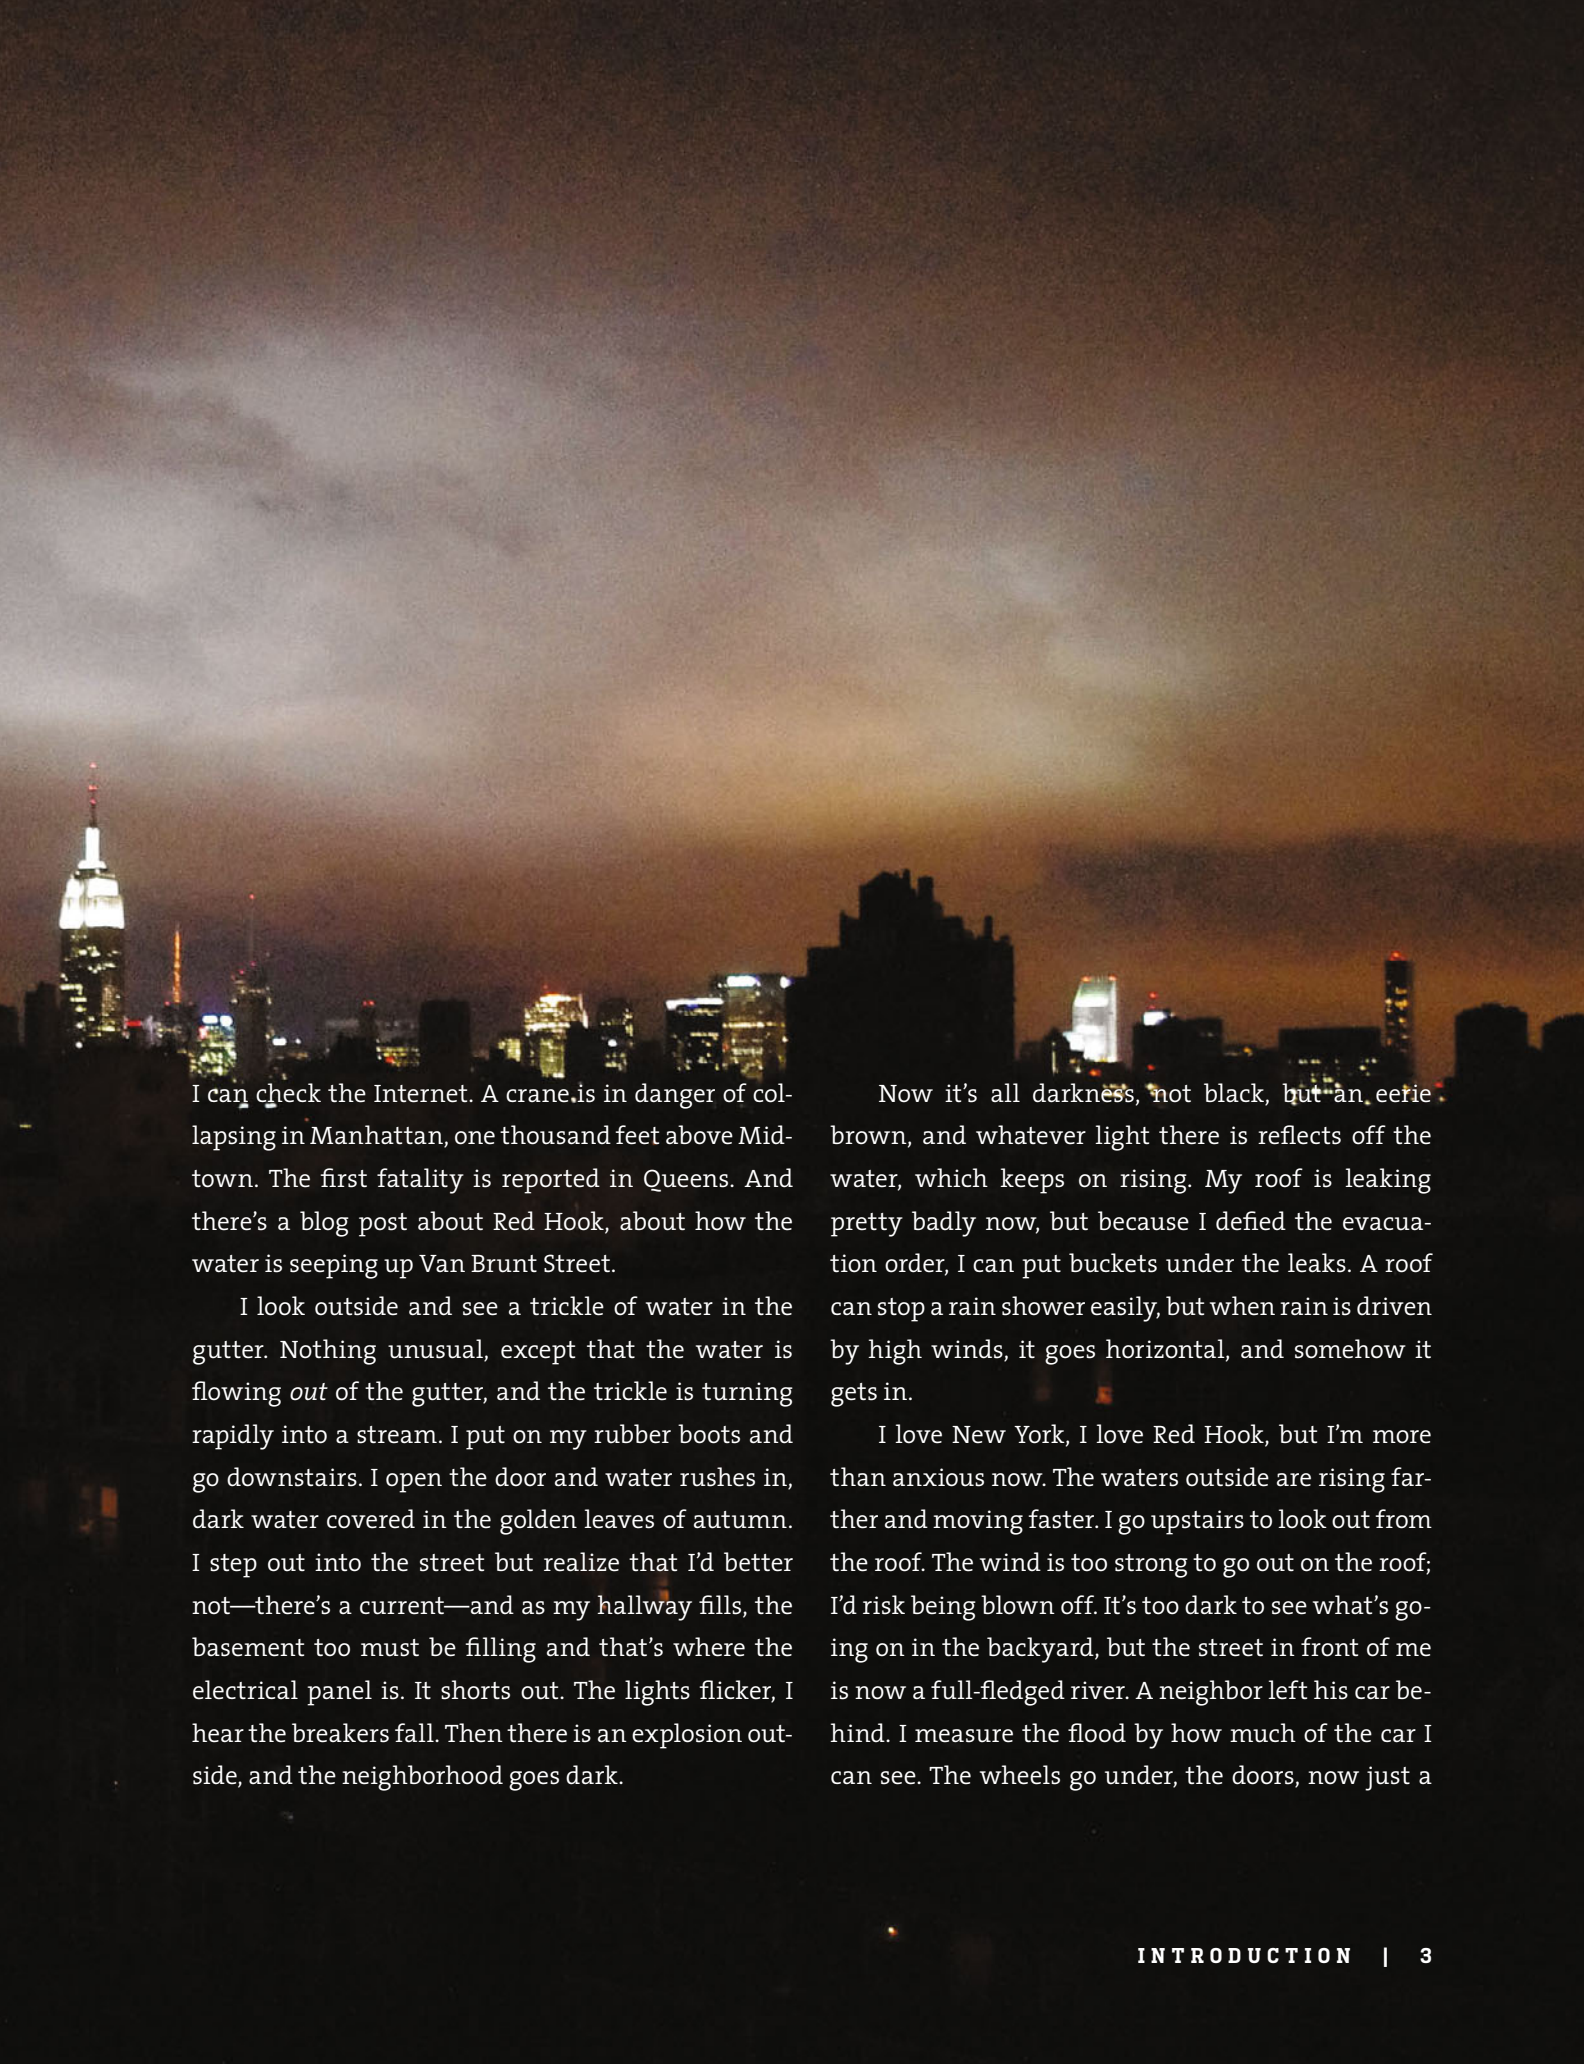 I can check the Internet. A crane is in danger of col-
lapsing in Manhattan, one thousand feet above Mid-
town. The first fatality is reported in Queens. And
there’s a blog post about Red Hook, about how the
water is seeping up Van Brunt Street.
I look outside and see a trickle of water in the
gutter. Nothing unusual, except that the water is
flowing out of the gutter, and the trickle is turning
rapidly into a stream. I put on my rubber boots and
go downstairs. I open the door and water rushes in,
dark water covered in the golden leaves of autumn.
I step out into the street but realize that I’d better
not—there’s a current—and as my hallway fills, the
basement too must be filling and that’s where the
electrical panel is. It shorts out. The lights flicker, I
hear the breakers fall. Then there is an explosion out-
side, and the neighborhood goes dark.
Now it’s all darkness, not black, but an eerie
brown, and whatever light there is reflects off the
water, which keeps on rising. My roof is leaking
pretty badly now, but because I defied the evacua-
tion order, I can put buckets under the leaks. A roof
can stop a rain shower easily, but when rain is driven
by high winds, it goes horizontal, and somehow it
gets in.
I love New York, I love Red Hook, but I’m more
than anxious now. The waters outside are rising far-
ther and moving faster. I go upstairs to look out from
the roof. The wind is too strong to go out on the roof;
I’d risk being blown off. It’s too dark to see what’s go-
ing on in the backyard, but the street in front of me
is now a full-fledged river. A neighbor left his car be-
hind. I measure the flood by how much of the car I
can see. The wheels go under, the doors, now just a
INTRODUCTION | 3